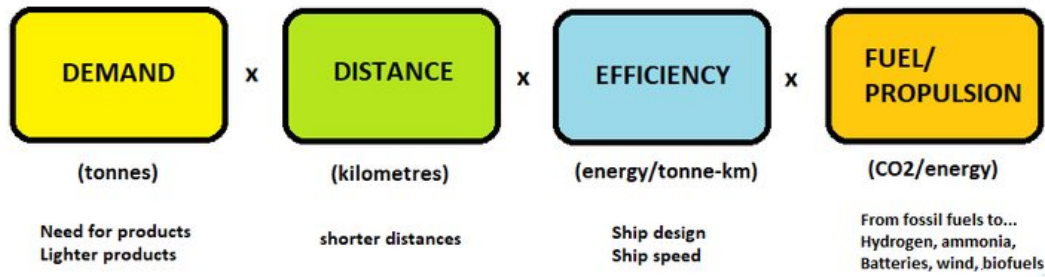 DEMAND x DISTANCE x EFFICIENCY x FUEL/
PROPULSION
(tonnes)
(kilometres)
(energy/tonne-km)
(CO2/energy)
Need for products
Lighter products
shorter distances
Ship design
Ship speed
From fossil fuels to...
Hydrogen, ammonia,
Batteries, wind, biofuels